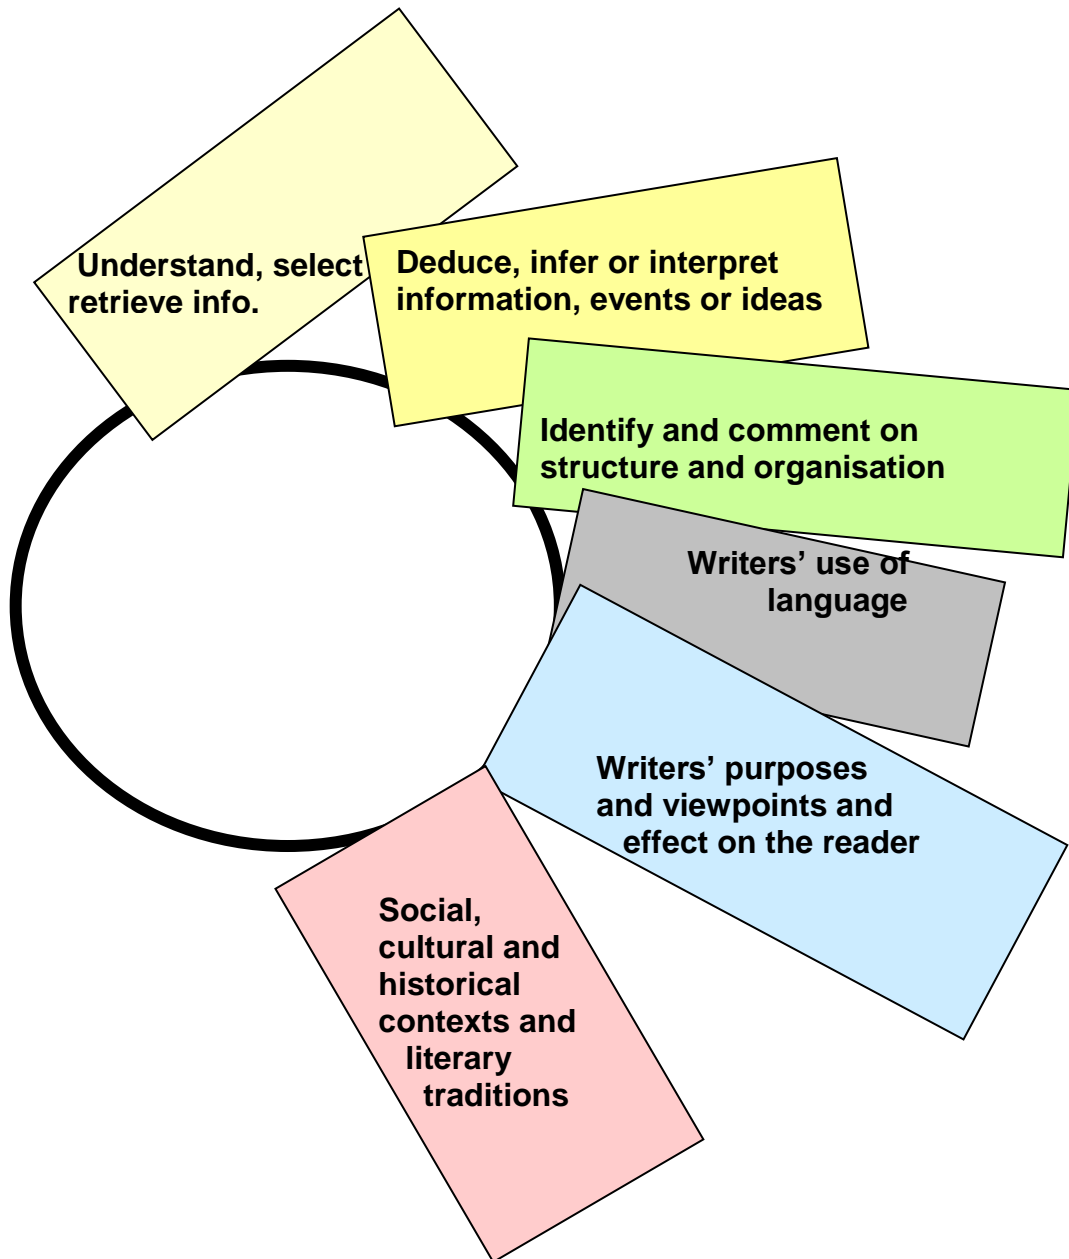 Understand, select
retrieve info.
Deduce, infer or interpret
information, events or ideas
Identify and comment on
structure and organisation
Writers’ use of
language
Writers’ purposes
and viewpoints and
effect on the reader
Social,
cultural and
historical
contexts and
literary
traditions